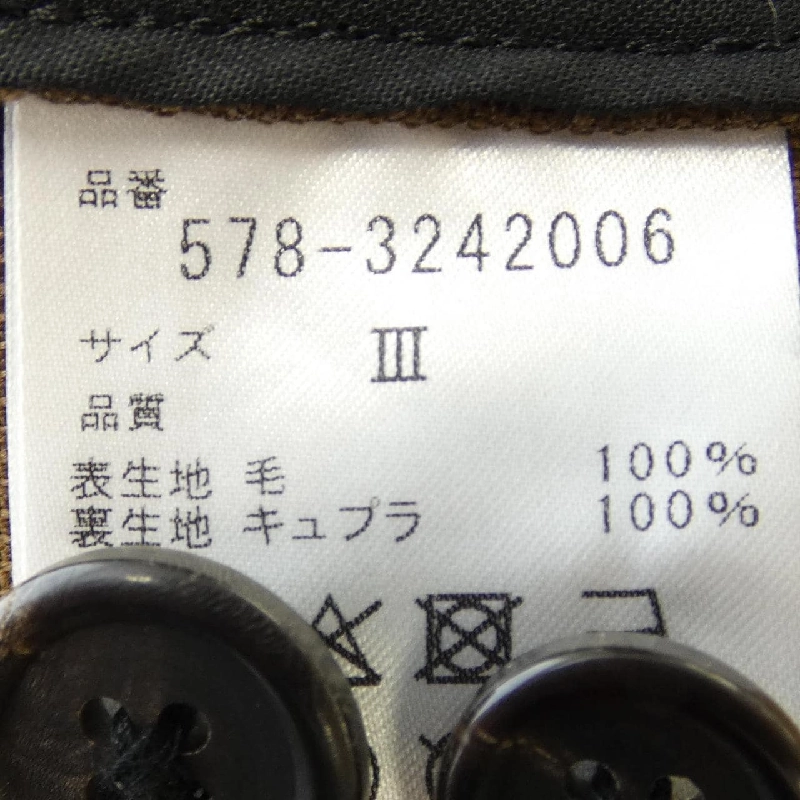 品番
578-3242006
サイズ Ⅲ
品質
表生地 毛 100%
裏生地 キュプラ 100%